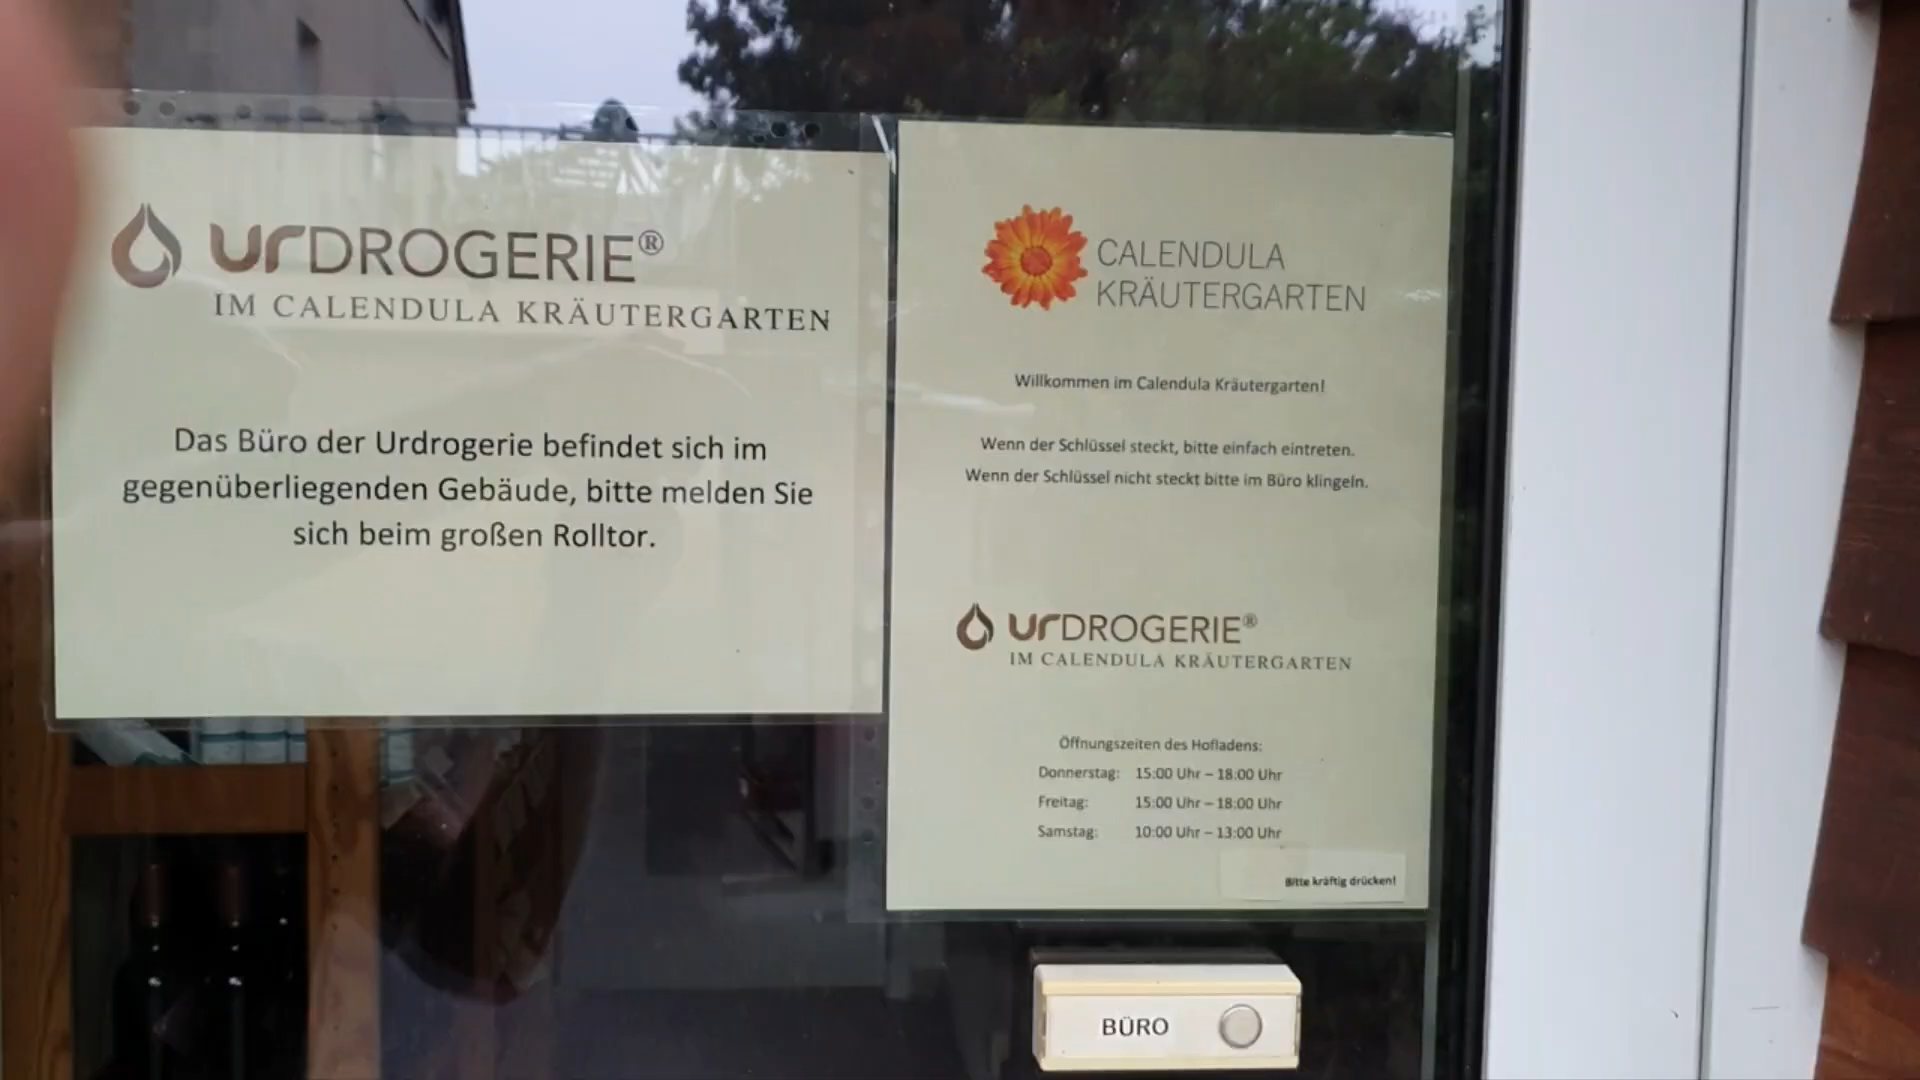 urDROGERIE®
IM CALENDULA KRÄUTERGARTEN
Das Büro der Urdrogerie befindet sich im
gegenüberliegenden Gebäude, bitte melden Sie
sich beim großen Rolltor.
CALENDULA
KRÄUTERGARTEN
Willkommen im Calendula Kräutergarten!
Wenn der Schlüssel steckt, bitte einfach eintreten.
Wenn der Schlüssel nicht steckt bitte im Büro klingeln.
urDROGERIE®
IM CALENDULA KRÄUTERGARTEN
Öffnungszeiten des Hofladens:
Donnerstag: 15:00 Uhr – 18:00 Uhr
Freitag: 15:00 Uhr – 18:00 Uhr
Samstag: 10:00 Uhr – 13:00 Uhr
Bitte kräftig drücken!
BÜRO